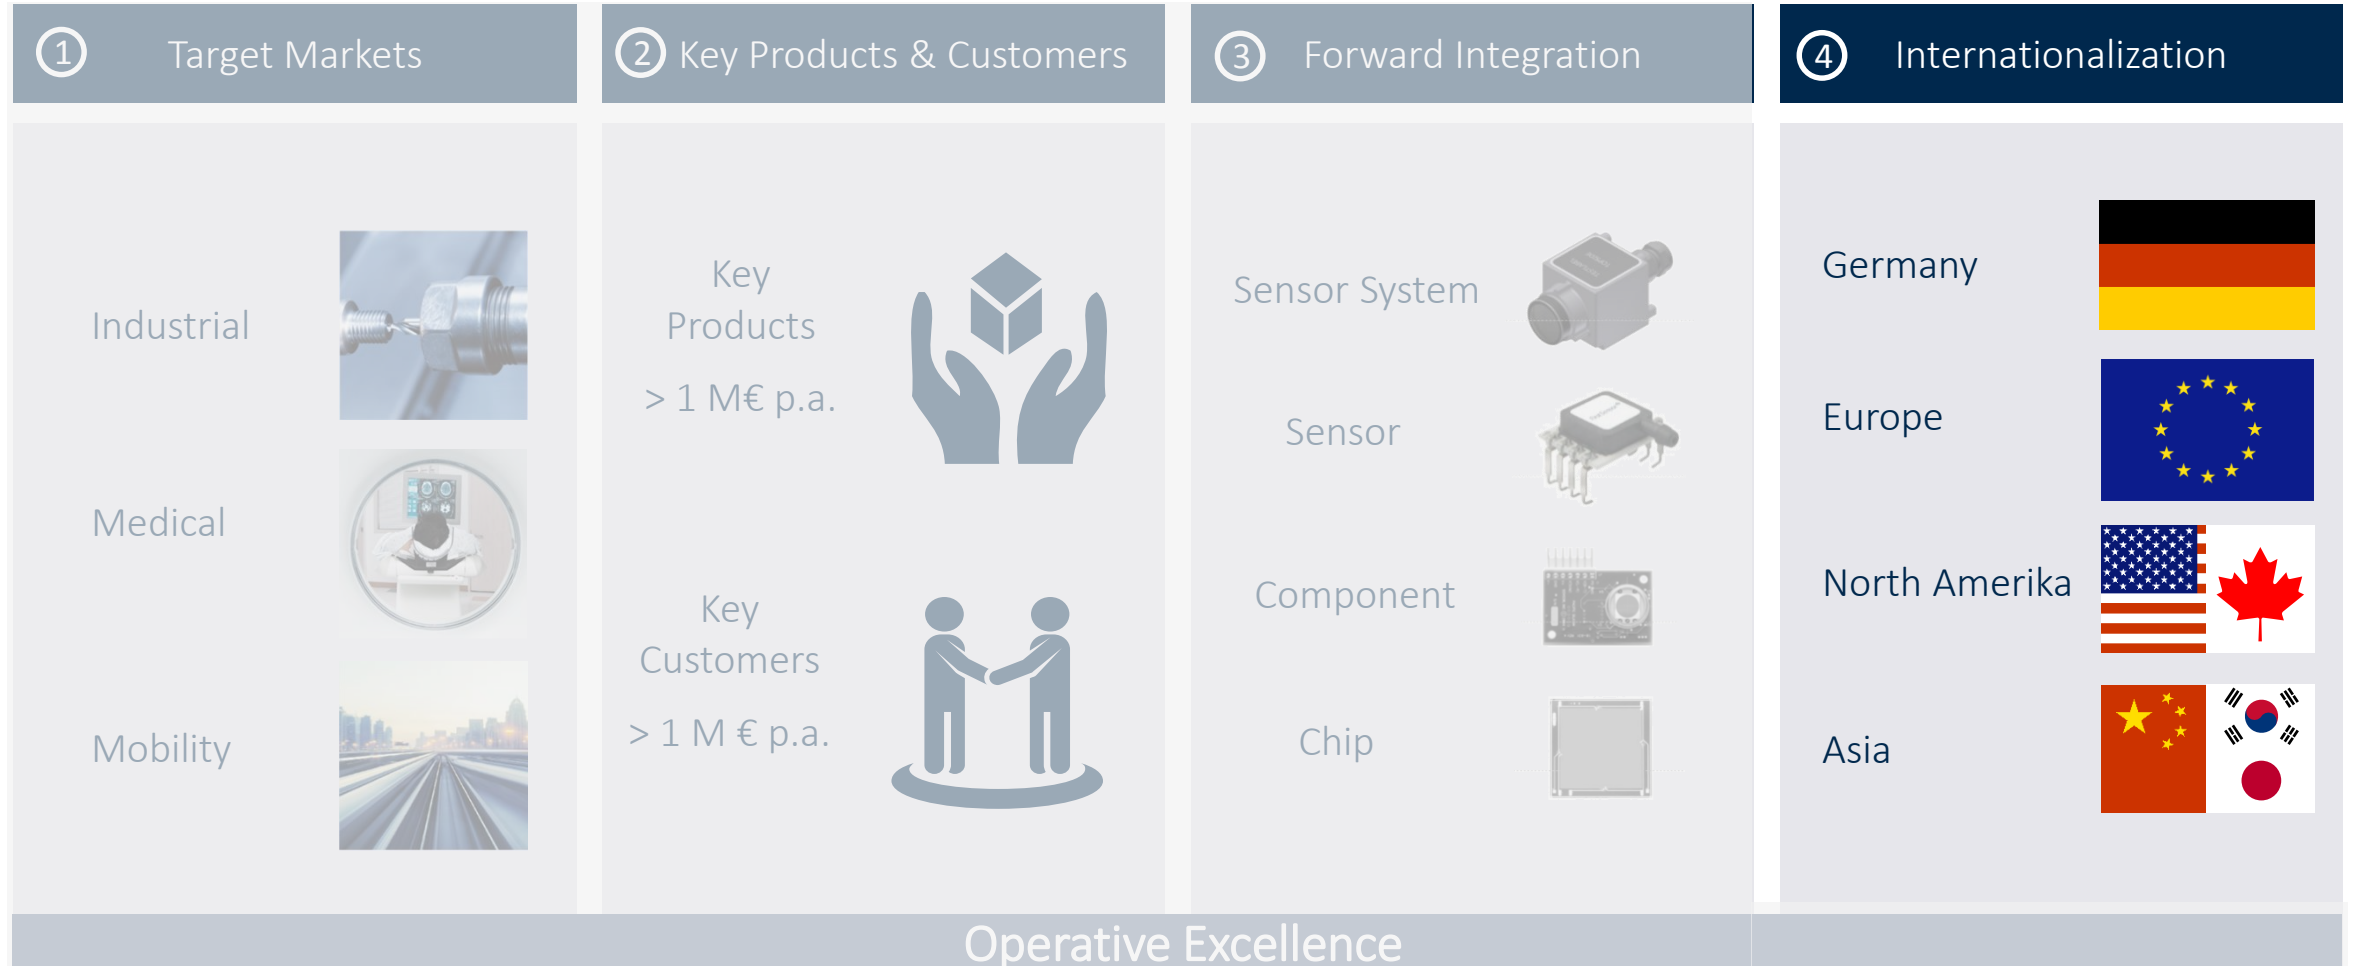 1 Target Markets
2 Key Products & Customers
3 Forward Integration
4 Internationalization
Industrial
Medical
Mobility
Key
Products
> 1 M€ p.a.
Key
Customers
> 1 M € p.a.
Sensor System
Sensor
Component
Chip
Germany
Europe
North Amerika
Asia
Operative Excellence